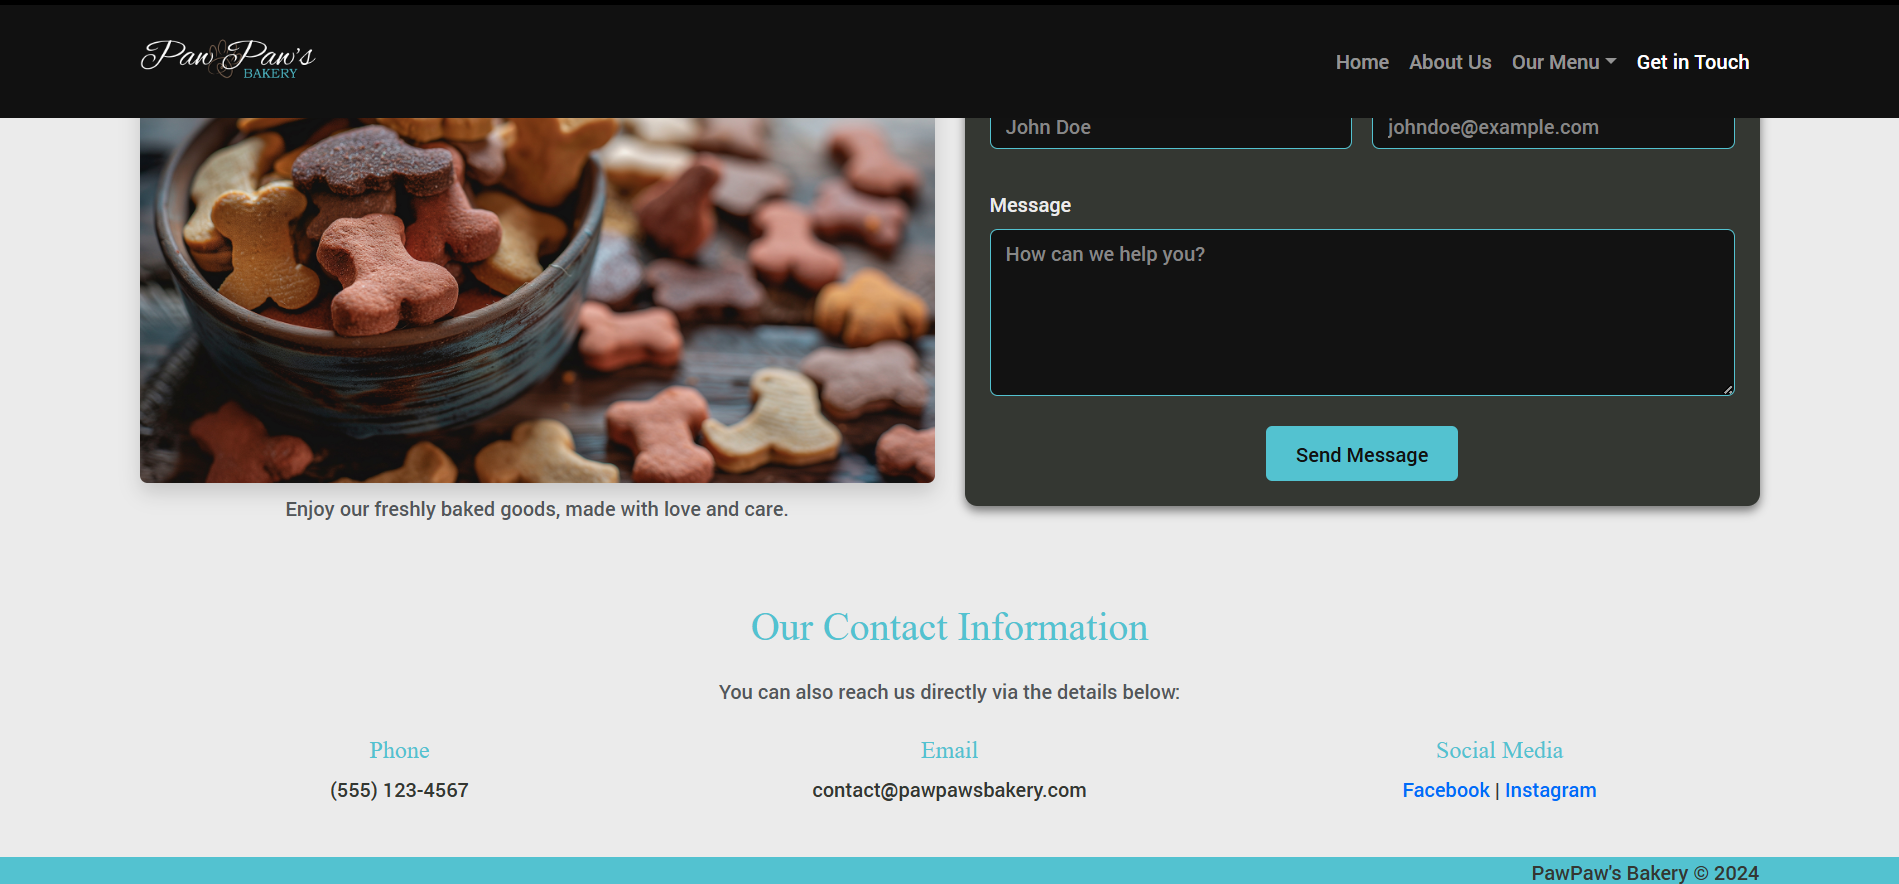 Paw Paw's
BAKERY
Home About Us Our Menu Get in Touch
John Doe johndoe@example.com
Message
How can we help you?
Send Message
Enjoy our freshly baked goods, made with love and care.
Our Contact Information
You can also reach us directly via the details below:
Phone Email Social Media
(555) 123-4567 contact@pawpawsbakery.com Facebook | Instagram
PawPaw's Bakery © 2024